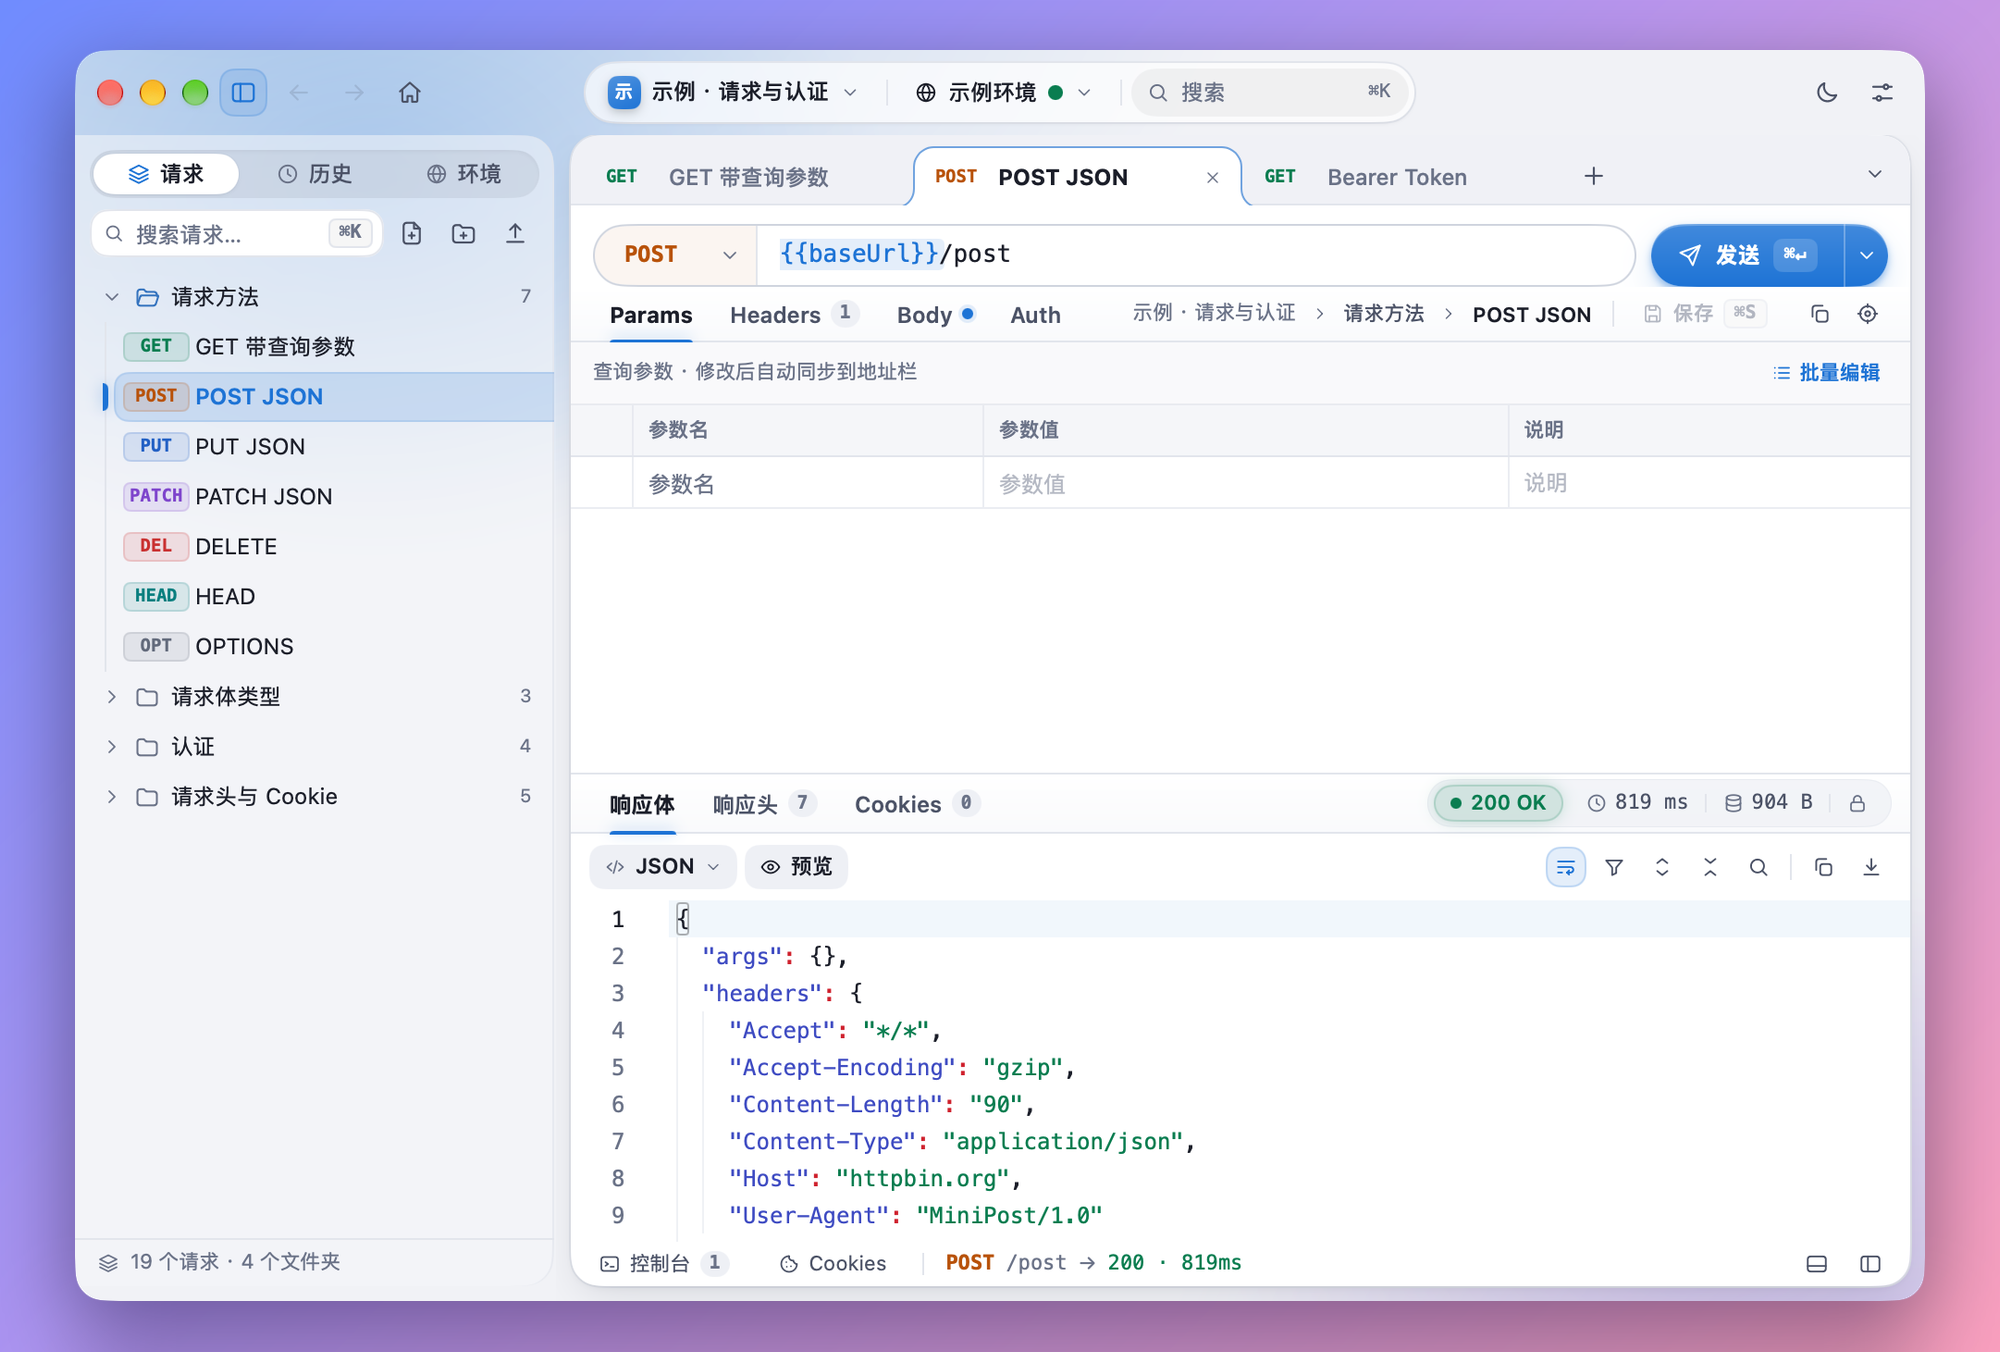 示 示例 · 请求与认证 示例环境 搜索 ⌘K
请求 历史 环境
搜索请求... ⌘K
请求方法 7
GET GET 带查询参数
POST POST JSON
PUT PUT JSON
PATCH PATCH JSON
DEL DELETE
HEAD HEAD
OPT OPTIONS
请求体类型 3
认证 4
请求头与 Cookie 5
19 个请求 · 4 个文件夹
GET GET 带查询参数 POST POST JSON × GET Bearer Token +
POST {{baseUrl}}/post 发送 ⌘↵
Params Headers 1 Body Auth 示例 · 请求与认证 › 请求方法 › POST JSON 保存 ⌘S
查询参数 · 修改后自动同步到地址栏 批量编辑
参数名 参数值 说明
参数名 参数值 说明
响应体 响应头 7 Cookies 0 200 OK 819 ms 904 B
JSON 预览
1 {
2 "args": {},
3 "headers": {
4 "Accept": "*/*",
5 "Accept-Encoding": "gzip",
6 "Content-Length": "90",
7 "Content-Type": "application/json",
8 "Host": "httpbin.org",
9 "User-Agent": "MiniPost/1.0"
控制台 1 Cookies POST /post → 200 · 819ms